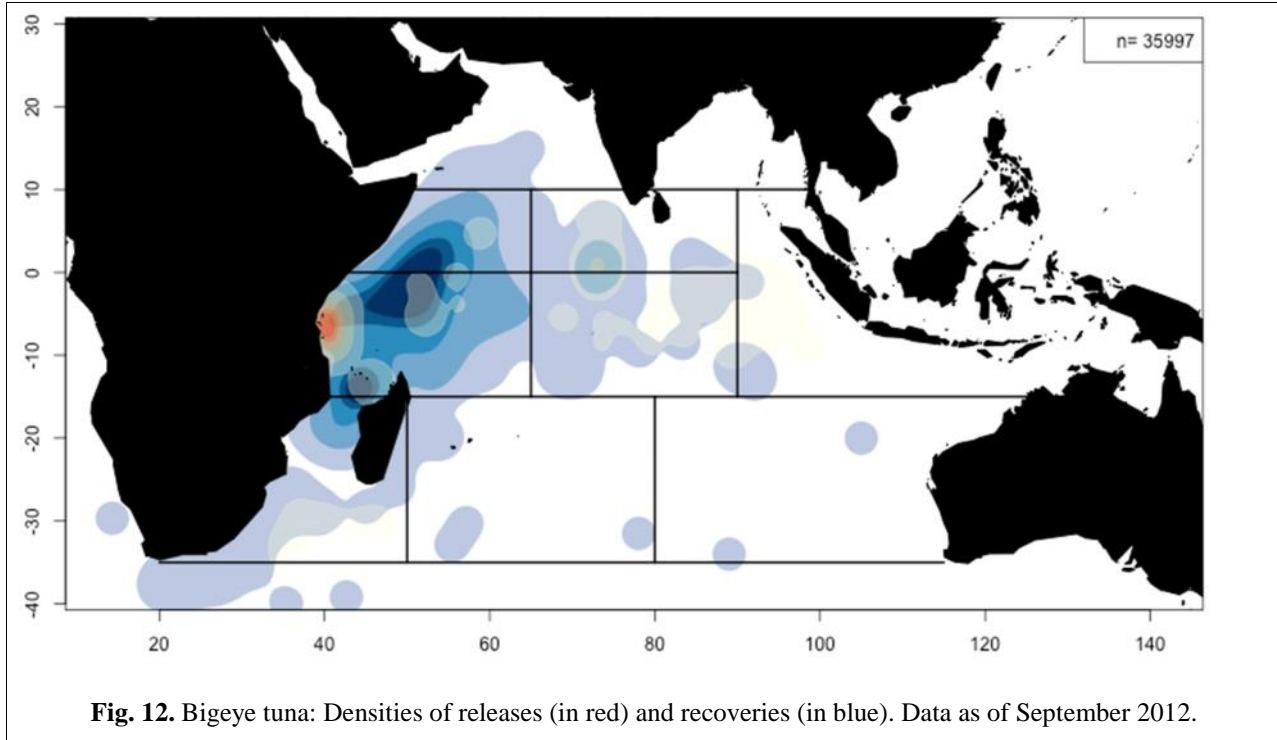 n= 35997
30
20
10
0
-10
-20
-30
-40
20 40 60 80 100 120 140
Fig. 12. Bigeye tuna: Densities of releases (in red) and recoveries (in blue). Data as of September 2012.